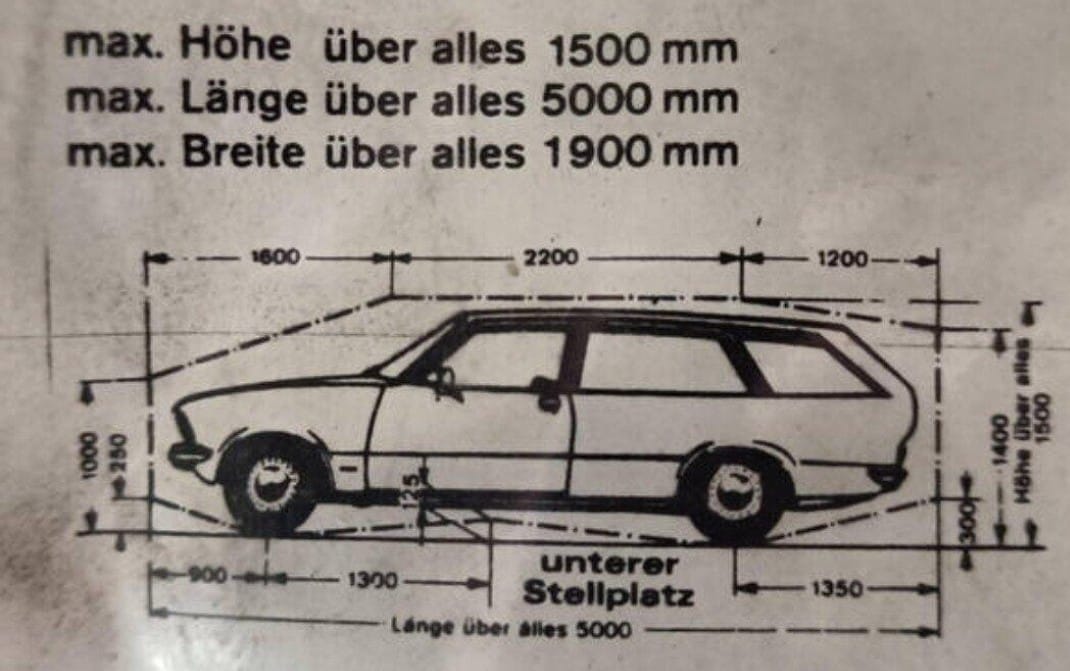 max. Höhe über alles 1500 mm
max. Länge über alles 5000 mm
max. Breite über alles 1900 mm
1600
2200
1200
1000
250
125
1400
Höhe über alles
1500
300
900
1300
unterer
Stellplatz
1350
Länge über alles 5000